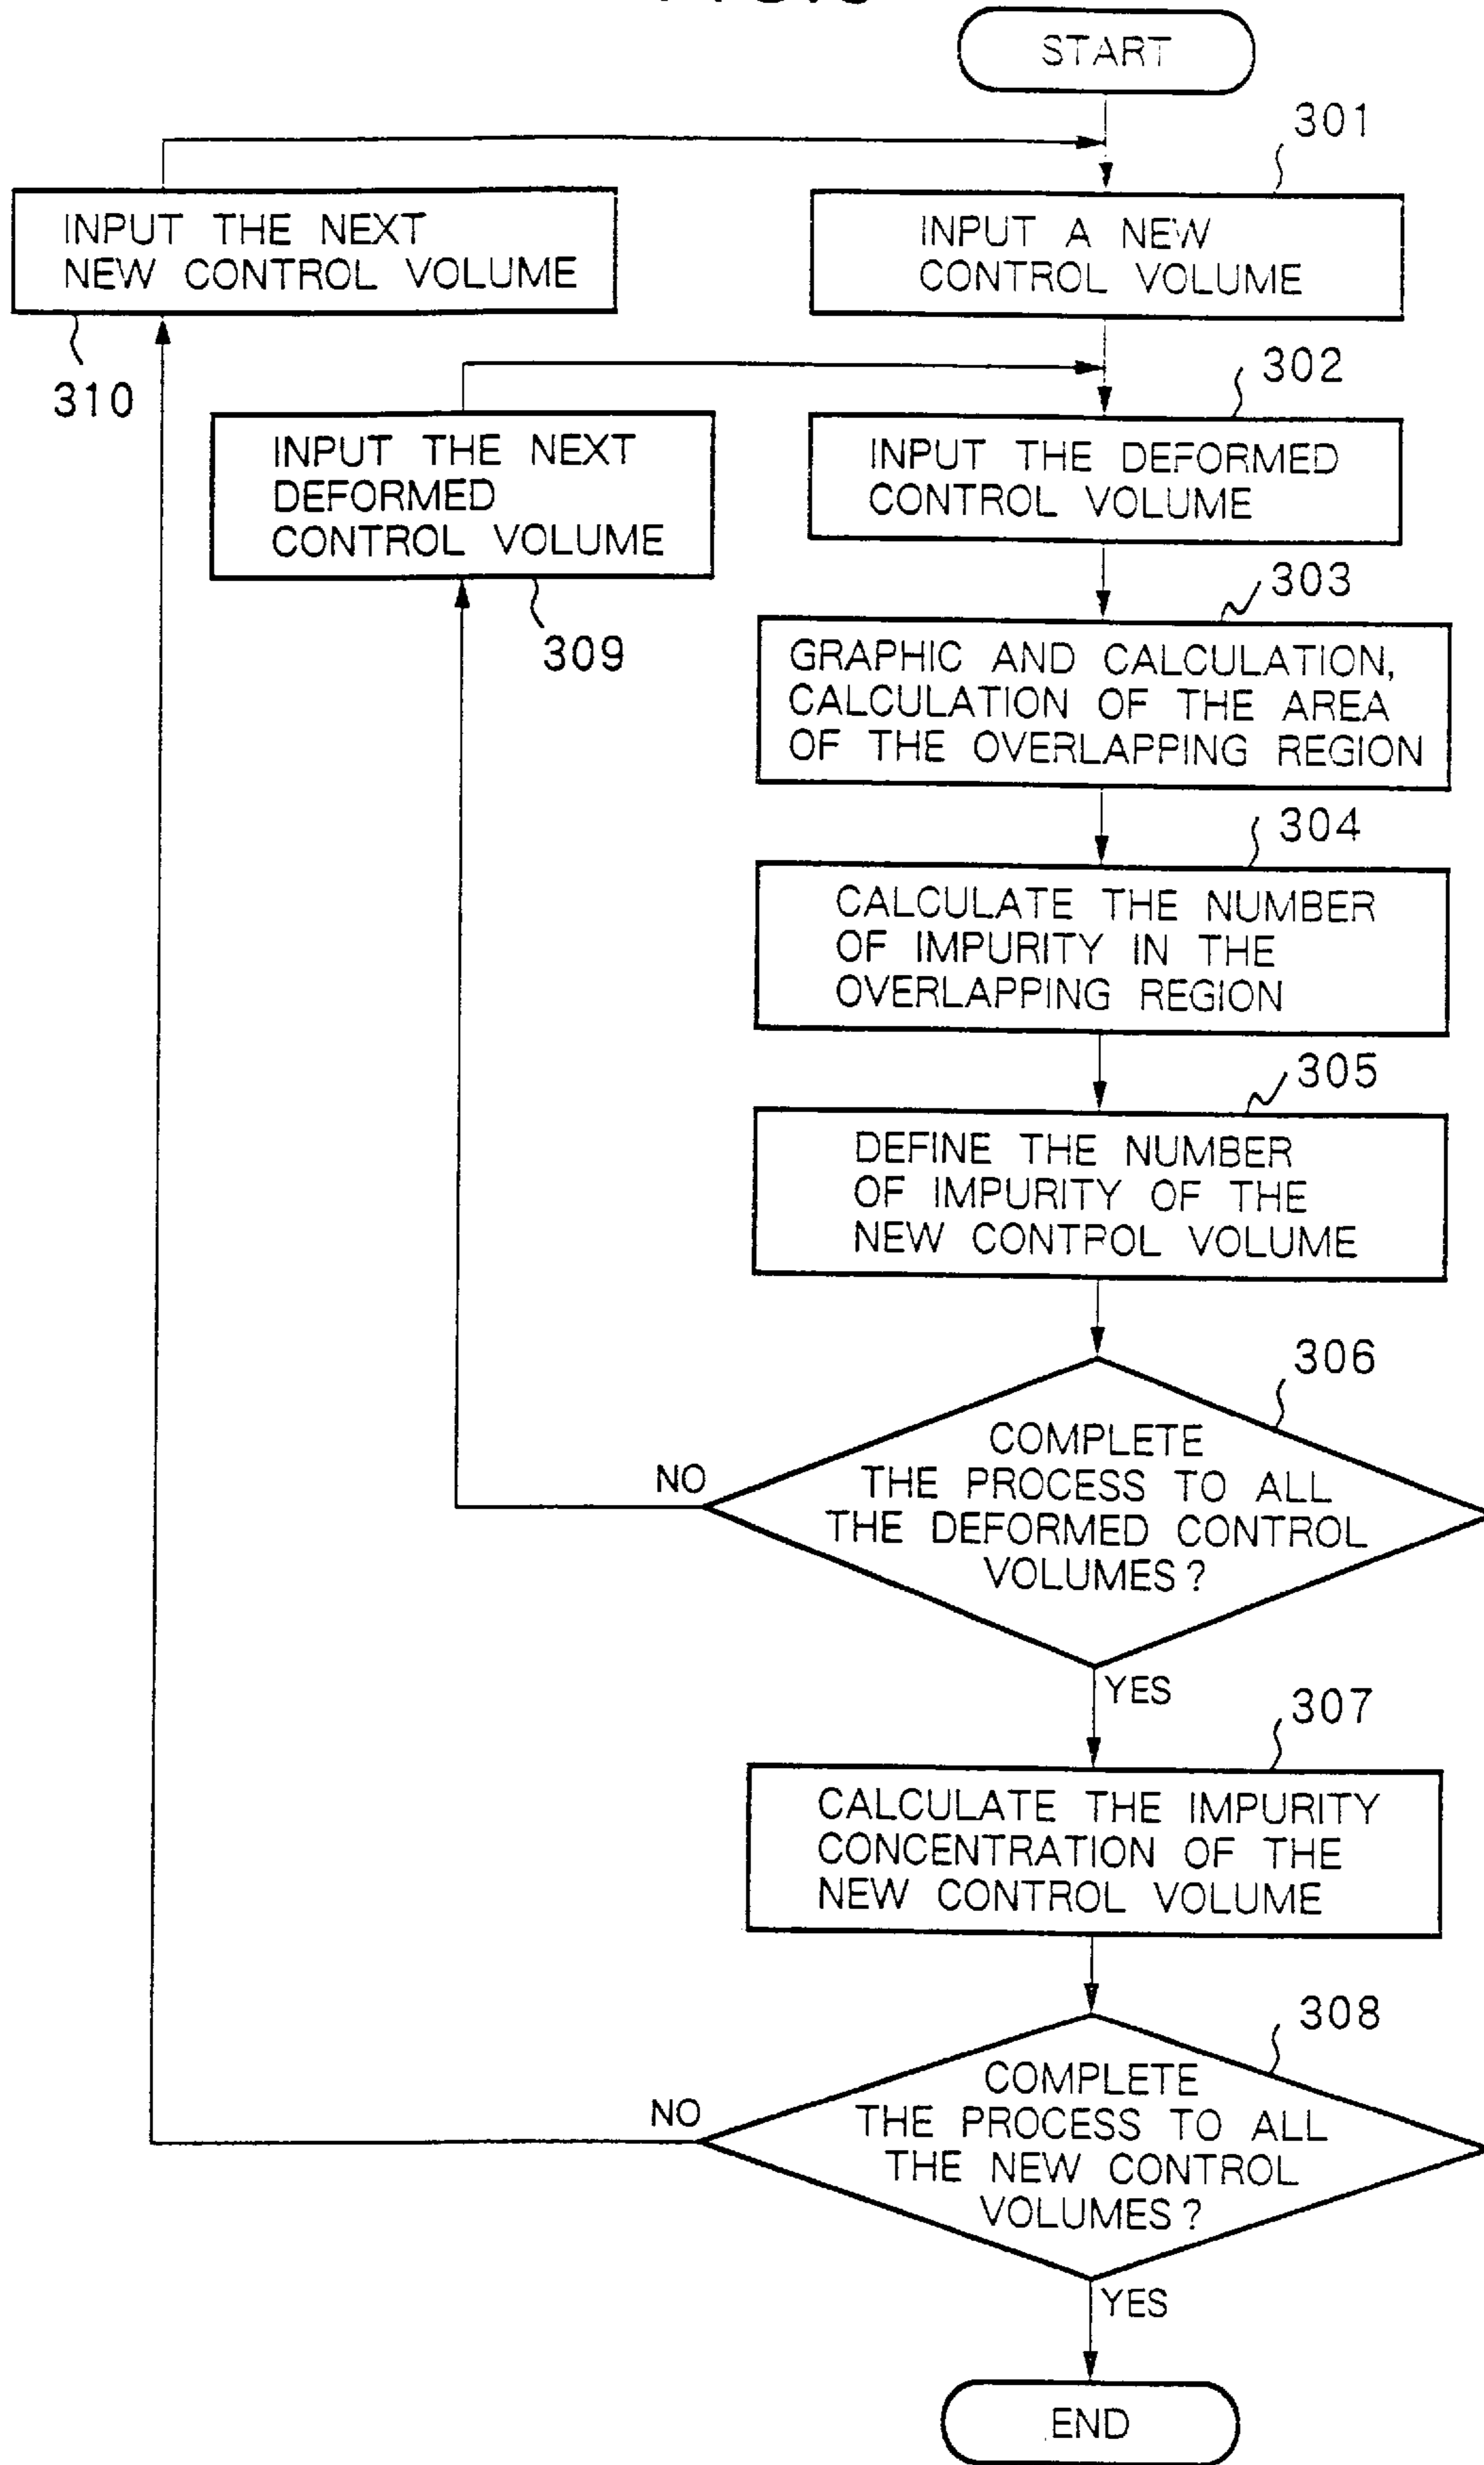 START
301
INPUT A NEW
CONTROL VOLUME
INPUT THE NEXT
NEW CONTROL VOLUME
310
302
INPUT THE DEFORMED
CONTROL VOLUME
INPUT THE NEXT
DEFORMED
CONTROL VOLUME
309
303
GRAPHIC AND CALCULATION,
CALCULATION OF THE AREA
OF THE OVERLAPPING REGION
304
CALCULATE THE NUMBER
OF IMPURITY IN THE
OVERLAPPING REGION
305
DEFINE THE NUMBER
OF IMPURITY OF THE
NEW CONTROL VOLUME
306
COMPLETE
THE PROCESS TO ALL
THE DEFORMED CONTROL
VOLUMES?
NO
YES
307
CALCULATE THE IMPURITY
CONCENTRATION OF THE
NEW CONTROL VOLUME
308
COMPLETE
THE PROCESS TO ALL
THE NEW CONTROL
VOLUMES?
NO
YES
END